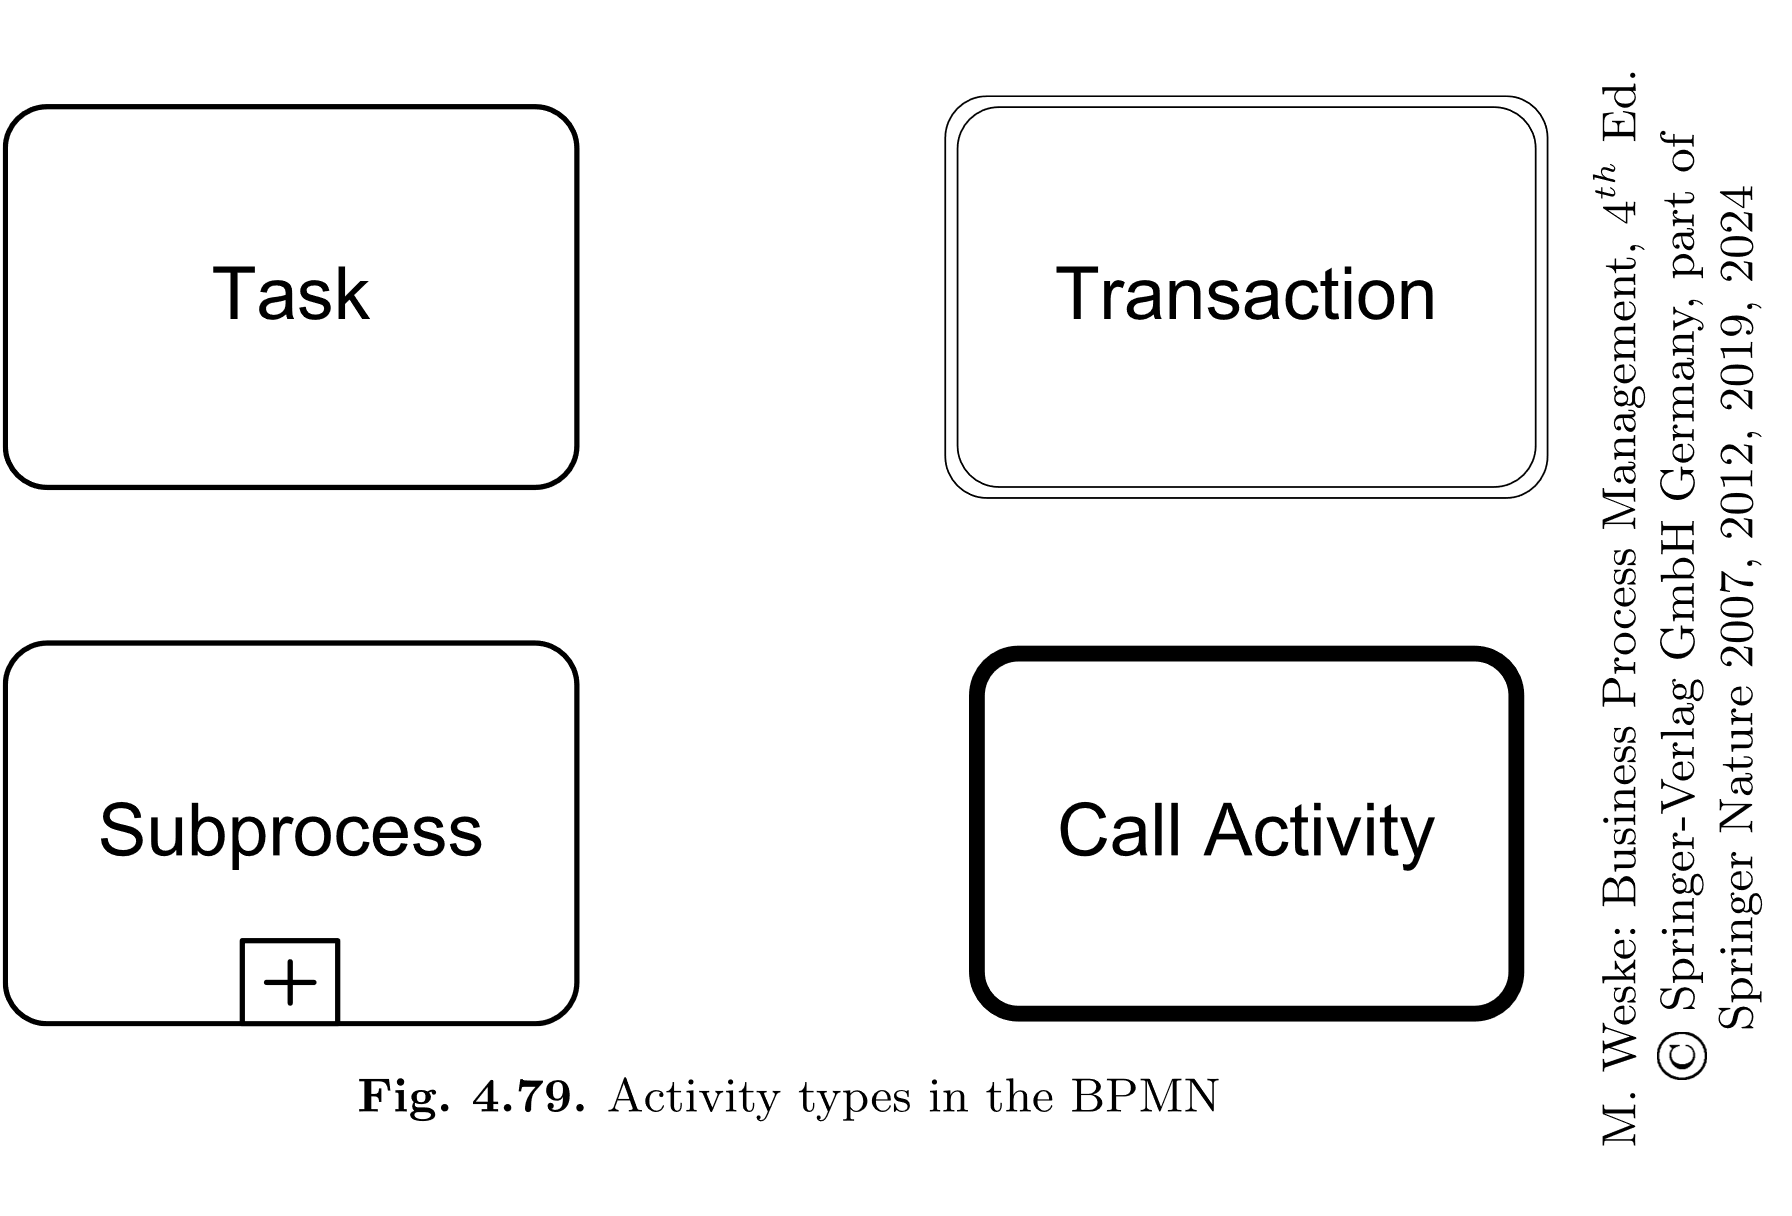 Task
Transaction
Subprocess
+
Call Activity
Fig. 4.79. Activity types in the BPMN
M. Weske: Business Process Management, 4th Ed.
© Springer-Verlag GmbH Germany, part of
Springer Nature 2007, 2012, 2019, 2024